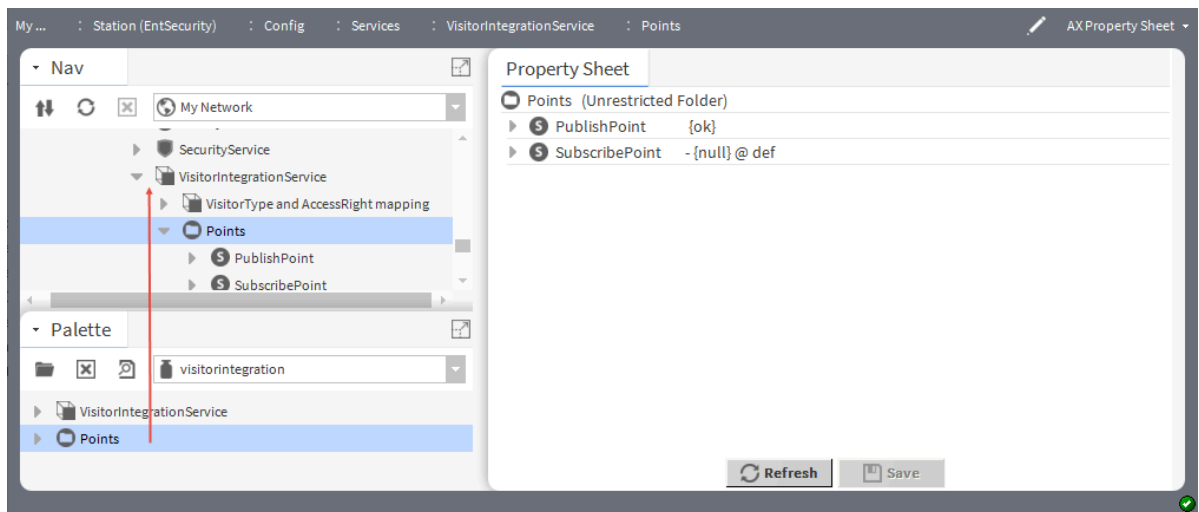 My ... : Station (EntSecurity) : Config : Services : VisitorIntegrationService : Points AX Property Sheet
Nav
My Network
SecurityService
VisitorIntegrationService
VisitorType and AccessRight mapping
Points
S PublishPoint
S SubscribePoint
Palette
visitorintegration
VisitorIntegrationService
Points
Property Sheet
Points (Unrestricted Folder)
S PublishPoint {ok}
S SubscribePoint - {null} @ def
Refresh Save